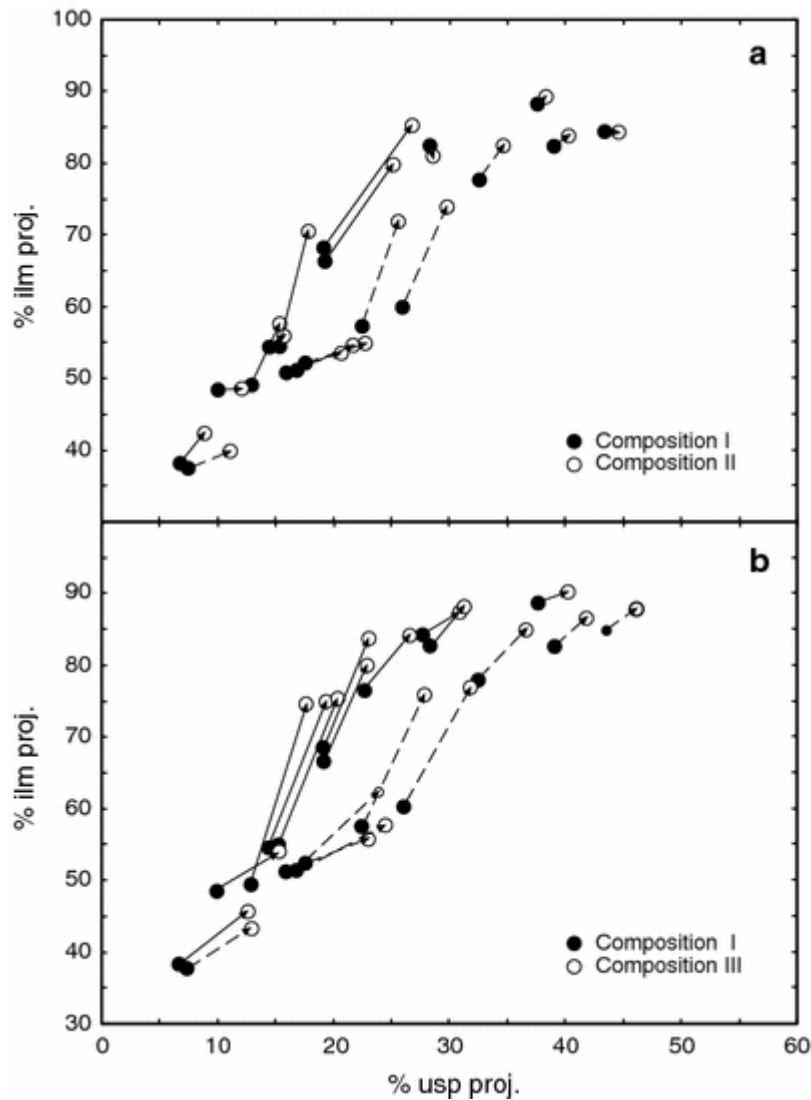 100
a
90
80
70
60
50
40
% ilm proj.
Composition I
Composition II
b
90
80
70
60
50
40
30
% ilm proj.
Composition I
Composition III
0 10 20 30 40 50 60
% usp proj.